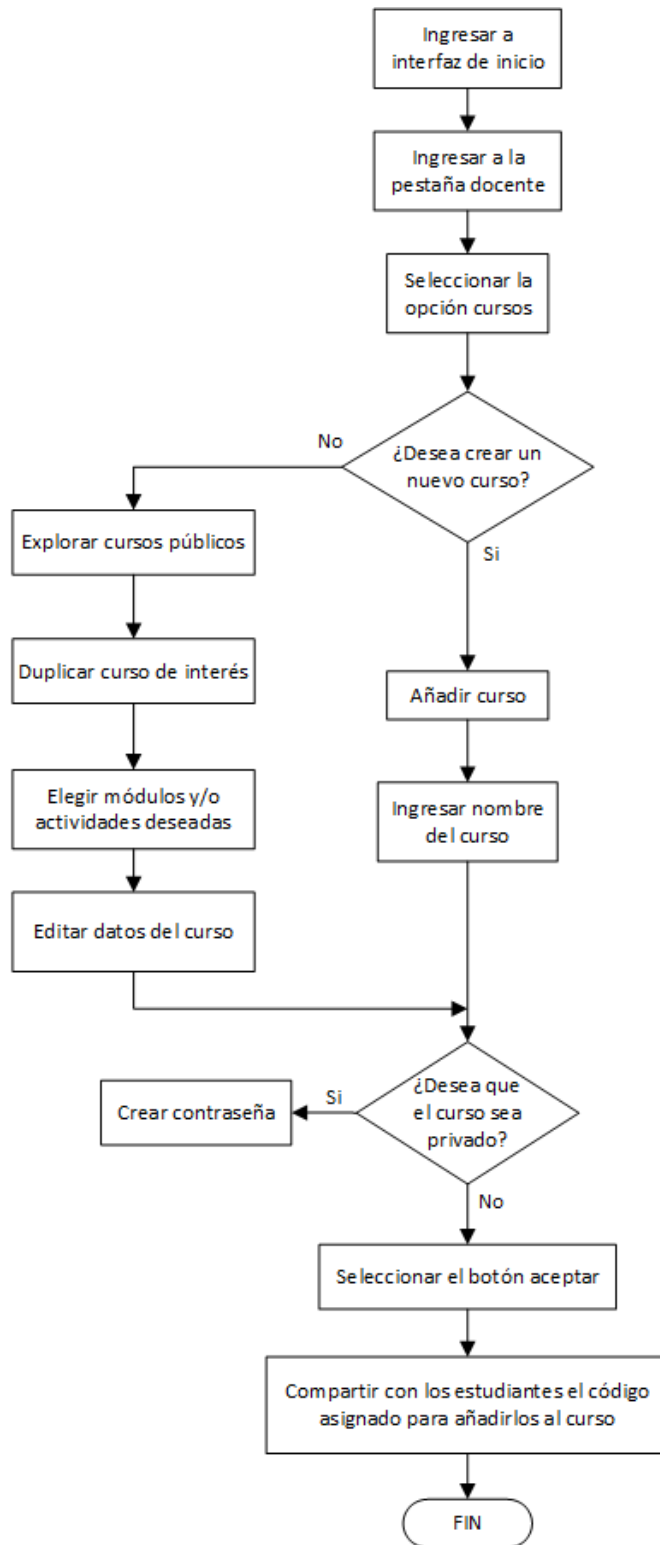 Ingresar a
interfaz de inicio
Ingresar a la
pestaña docente
Seleccionar la
opción cursos
¿Desea crear un
nuevo curso?
No
Si
Explorar cursos públicos
Duplicar curso de interés
Añadir curso
Elegir módulos y/o
actividades deseadas
Ingresar nombre
del curso
Editar datos del curso
¿Desea que
el curso sea
privado?
Si
Crear contraseña
No
Seleccionar el botón aceptar
Compartir con los estudiantes el código
asignado para añadirlos al curso
FIN